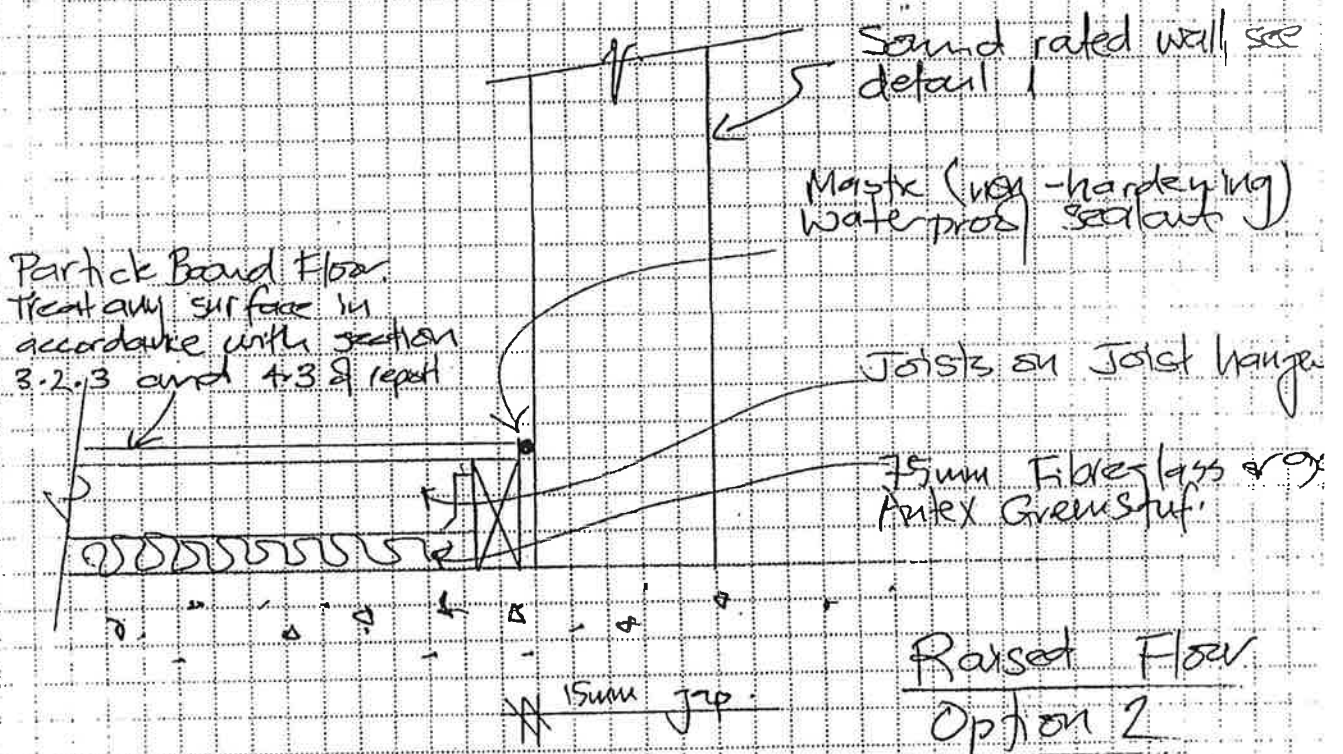 Sound rated wall, see
detail 1
Mastic (non-hardening)
waterproof sealant
Particle Board Floor.
Treat any surface in
accordance with section
3.2.3 and 4.3 of report
Joists on Joist hanger
75mm Fibreglass or
Autex GreenStuf.
15mm gap.
Raised Floor
Option 2